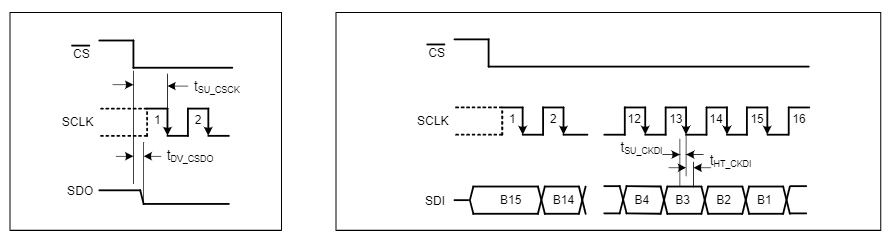 CS
tSU_CSCK
SCLK
1
2
tDV_CSDO
SDO
CS
SCLK
1
2
12
13
14
15
16
tSU_CKDI
tHT_CKDI
SDI
B15
B14
B4
B3
B2
B1